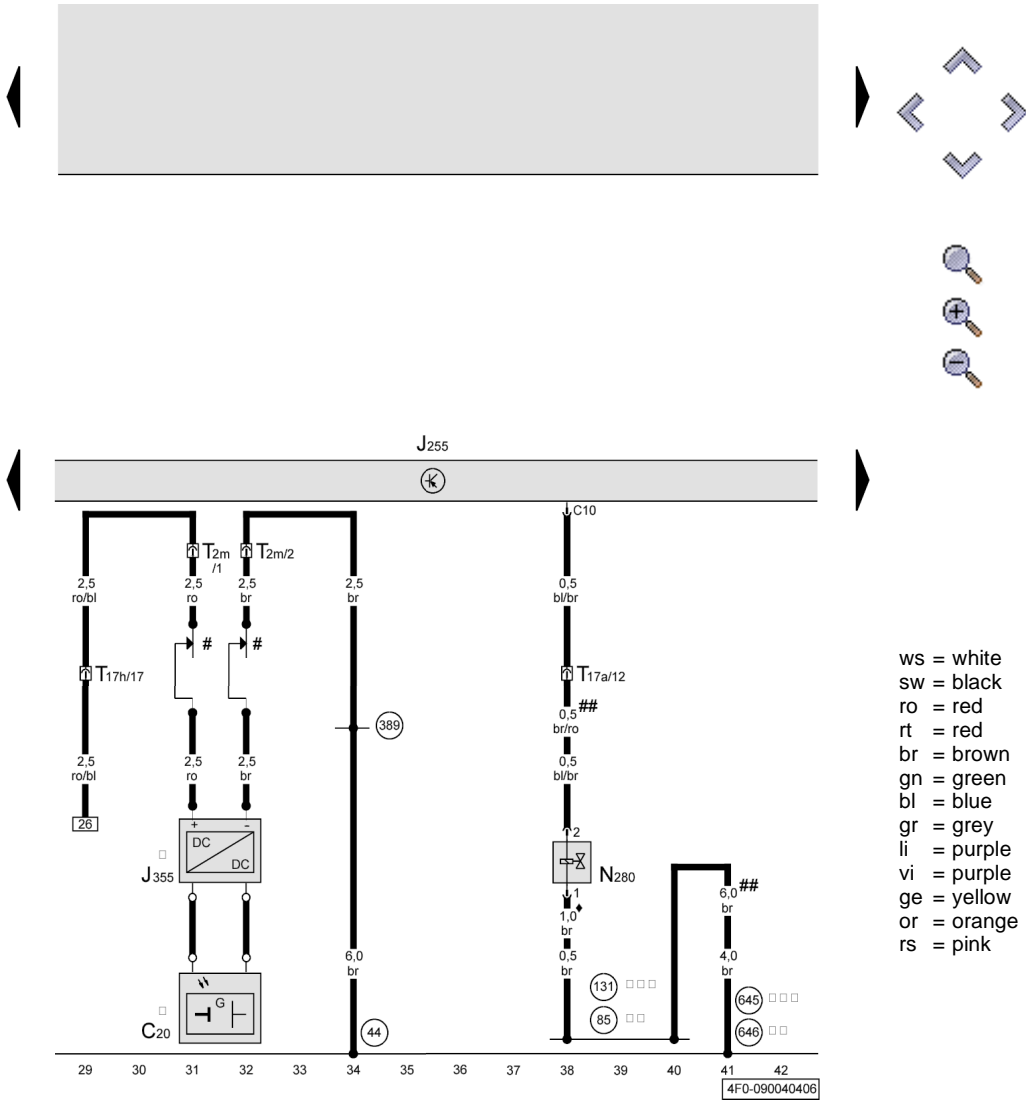 J255
C10
T2m/1
T2m/2
2,5 ro/bl
2,5 ro
2,5 br
2,5 br
0,5 bl/br
# #
T17h/17
T17a/12
0,5 ##
br/ro
389
2,5 ro/bl
2,5 ro
2,5 br
0,5 bl/br
26
+ -
DC
DC
J355
2
N280
1
1,0♦
br
6,0 ##
br
6,0 br
0,5 br
4,0 br
G
C20
44
131 □□□
85 □□
645 □□□
646 □□
29 30 31 32 33 34 35 36 37 38 39 40 41 42
4F0-090040406
ws = white
sw = black
ro = red
rt = red
br = brown
gn = green
bl = blue
gr = grey
li = purple
vi = purple
ge = yellow
or = orange
rs = pink